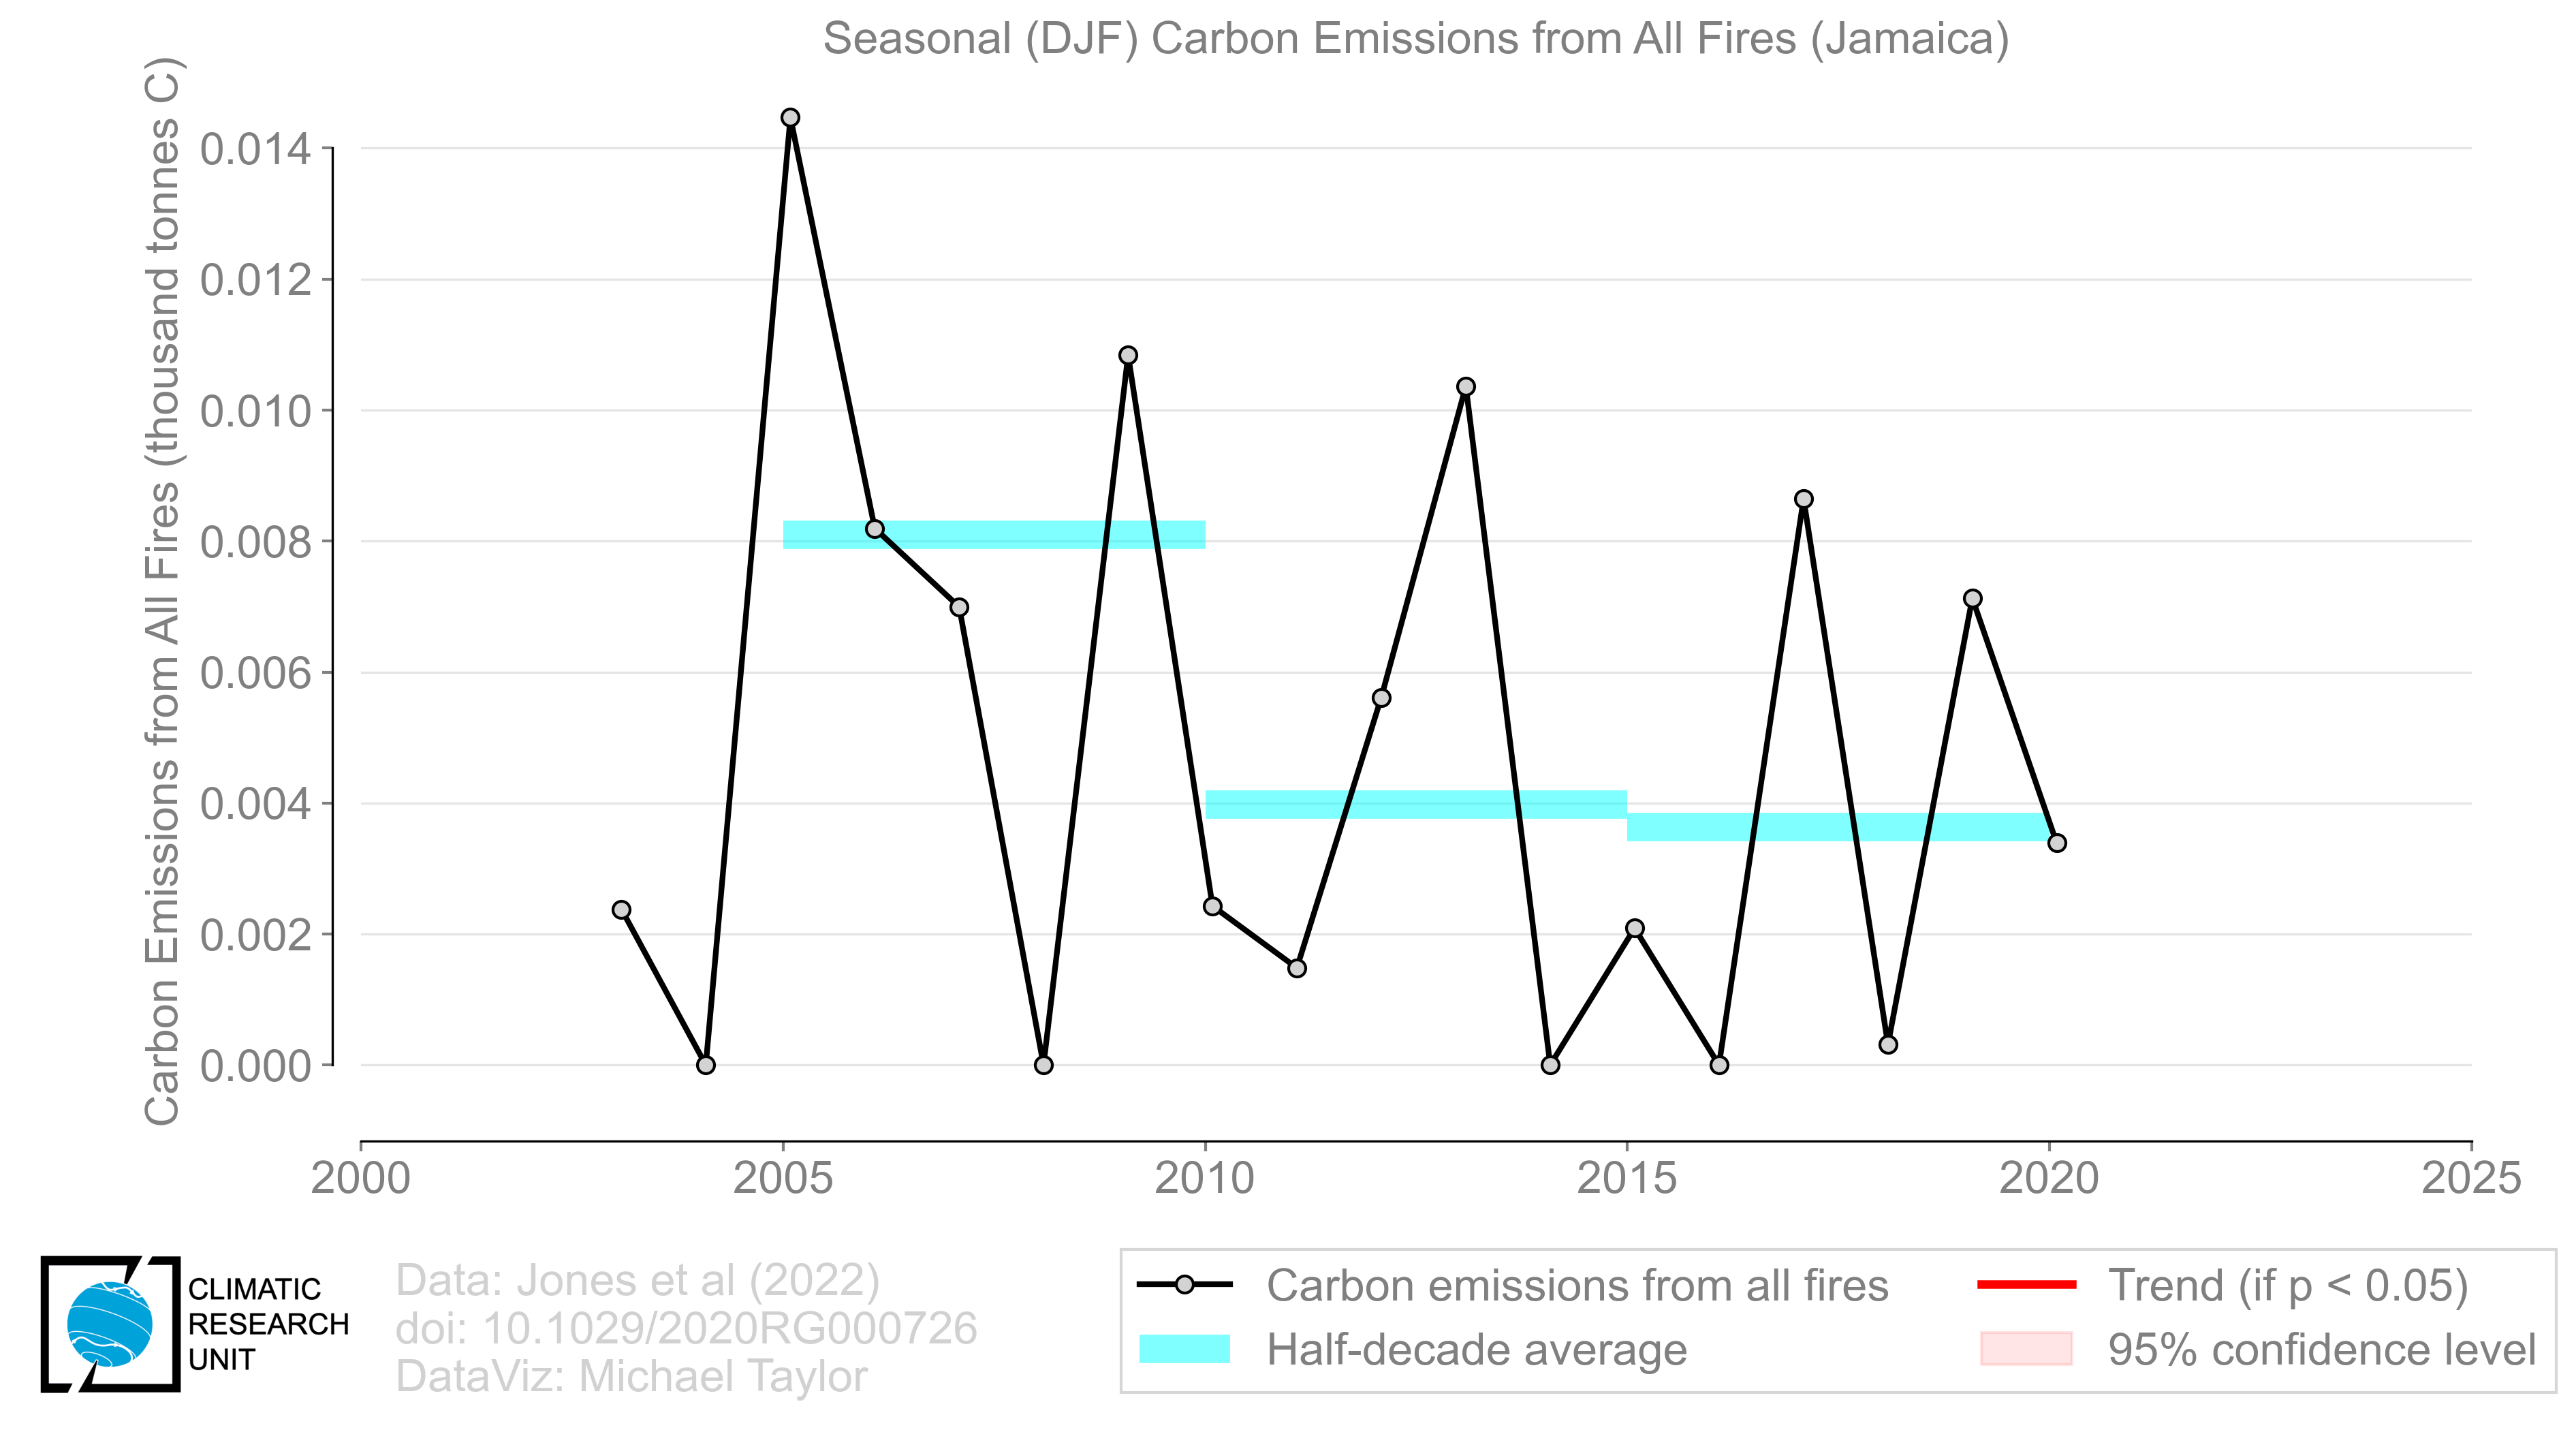 Seasonal (DJF) Carbon Emissions from All Fires (Jamaica)
Carbon Emissions from All Fires (thousand tonnes C)
0.014
0.012
0.010
0.008
0.006
0.004
0.002
0.000
2000 2005 2010 2015 2020 2025
CLIMATIC
RESEARCH
UNIT
Data: Jones et al (2022)
doi: 10.1029/2020RG000726
DataViz: Michael Taylor
Carbon emissions from all fires
Half-decade average
Trend (if p < 0.05)
95% confidence level